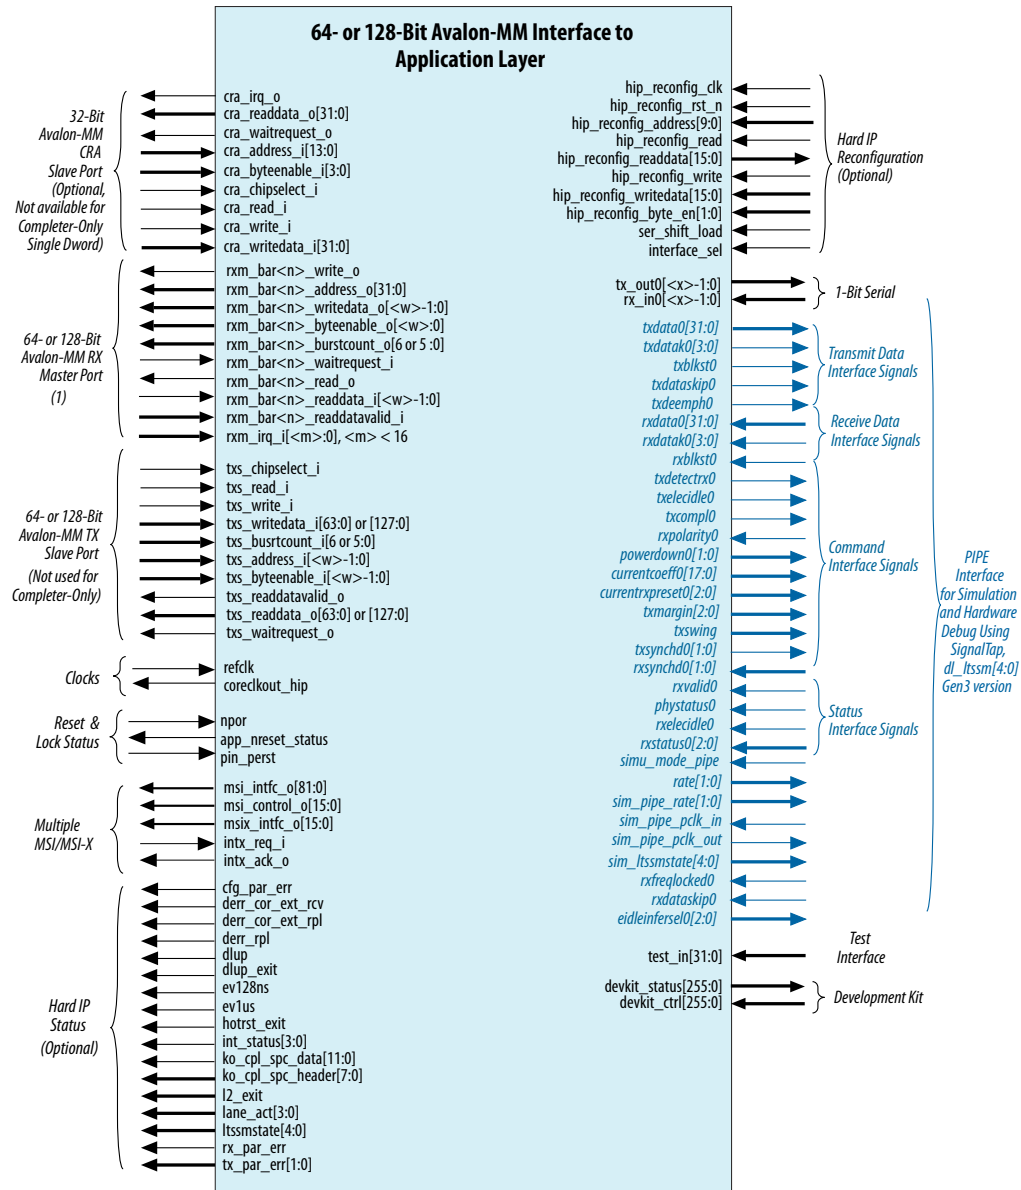 64- or 128-Bit Avalon-MM Interface to
Application Layer
32-Bit
Avalon-MM
CRA
Slave Port
(Optional,
Not available for
Completer-Only
Single Dword)
cra_irq_o
cra_readdata_o[31:0]
cra_waitrequest_o
cra_address_i[13:0]
cra_byteenable_i[3:0]
cra_chipselect_i
cra_read_i
cra_write_i
cra_writedata_i[31:0]
64- or 128-Bit
Avalon-MM RX
Master Port
(1)
rxm_bar<n>_write_o
rxm_bar<n>_address_o[31:0]
rxm_bar<n>_writedata_o[<w>-1:0]
rxm_bar<n>_byteenable_o[<w>:0]
rxm_bar<n>_burstcount_o[6 or 5 :0]
rxm_bar<n>_waitrequest_i
rxm_bar<n>_read_o
rxm_bar<n>_readdata_i[<w>-1:0]
rxm_bar<n>_readdatavalid_i
rxm_irq_i[<m>:0], <m> < 16
64- or 128-Bit
Avalon-MM TX
Slave Port
(Not used for
Completer-Only)
txs_chipselect_i
txs_read_i
txs_write_i
txs_writedata_i[63:0] or [127:0]
txs_busrtcount_i[6 or 5:0]
txs_address_i[<w>-1:0]
txs_byteenable_i[<w>-1:0]
txs_readdatavalid_o
txs_readdata_o[63:0] or [127:0]
txs_waitrequest_o
Clocks
refclk
coreclkout_hip
Reset &
Lock Status
npor
app_nreset_status
pin_perst
Multiple
MSI/MSI-X
msi_intfc_o[81:0]
msi_control_o[15:0]
msix_intfc_o[15:0]
intx_req_i
intx_ack_o
Hard IP
Status
(Optional)
cfg_par_err
derr_cor_ext_rcv
derr_cor_ext_rpl
derr_rpl
dlup
dlup_exit
ev128ns
ev1us
hotrst_exit
int_status[3:0]
ko_cpl_spc_data[11:0]
ko_cpl_spc_header[7:0]
l2_exit
lane_act[3:0]
ltssmstate[4:0]
rx_par_err
tx_par_err[1:0]
hip_reconfig_clk
hip_reconfig_rst_n
hip_reconfig_address[9:0]
hip_reconfig_read
hip_reconfig_readdata[15:0]
hip_reconfig_write
hip_reconfig_writedata[15:0]
hip_reconfig_byte_en[1:0]
ser_shift_load
interface_sel
Hard IP
Reconfiguration
(Optional)
tx_out0[<x>-1:0]
rx_in0[<x>-1:0]
1-Bit Serial
txdata0[31:0]
txdatak0[3:0]
txblkst0
txdataskip0
txdeemph0
Transmit Data
Interface Signals
rxdata0[31:0]
rxdatak0[3:0]
rxblkst0
Receive Data
Interface Signals
txdetectrx0
txelecidle0
txcompl0
rxpolarity0
powerdown0[1:0]
currentcoeff0[17:0]
currentrxpreset0[2:0]
txmargin[2:0]
txswing
txsynchd0[1:0]
rxsynchd0[1:0]
Command
Interface Signals
rxvalid0
phystatus0
rxelecidle0
rxstatus0[2:0]
Status
Interface Signals
simu_mode_pipe
rate[1:0]
sim_pipe_rate[1:0]
sim_pipe_pclk_in
sim_pipe_pclk_out
sim_ltssmstate[4:0]
rxfreqlocked0
rxdataskip0
eidleinfersel0[2:0]
PIPE
Interface
for Simulation
and Hardware
Debug Using
SignalTap,
dl_ltssm[4:0]
Gen3 version
test_in[31:0]
Test
Interface
devkit_status[255:0]
devkit_ctrl[255:0]
Development Kit